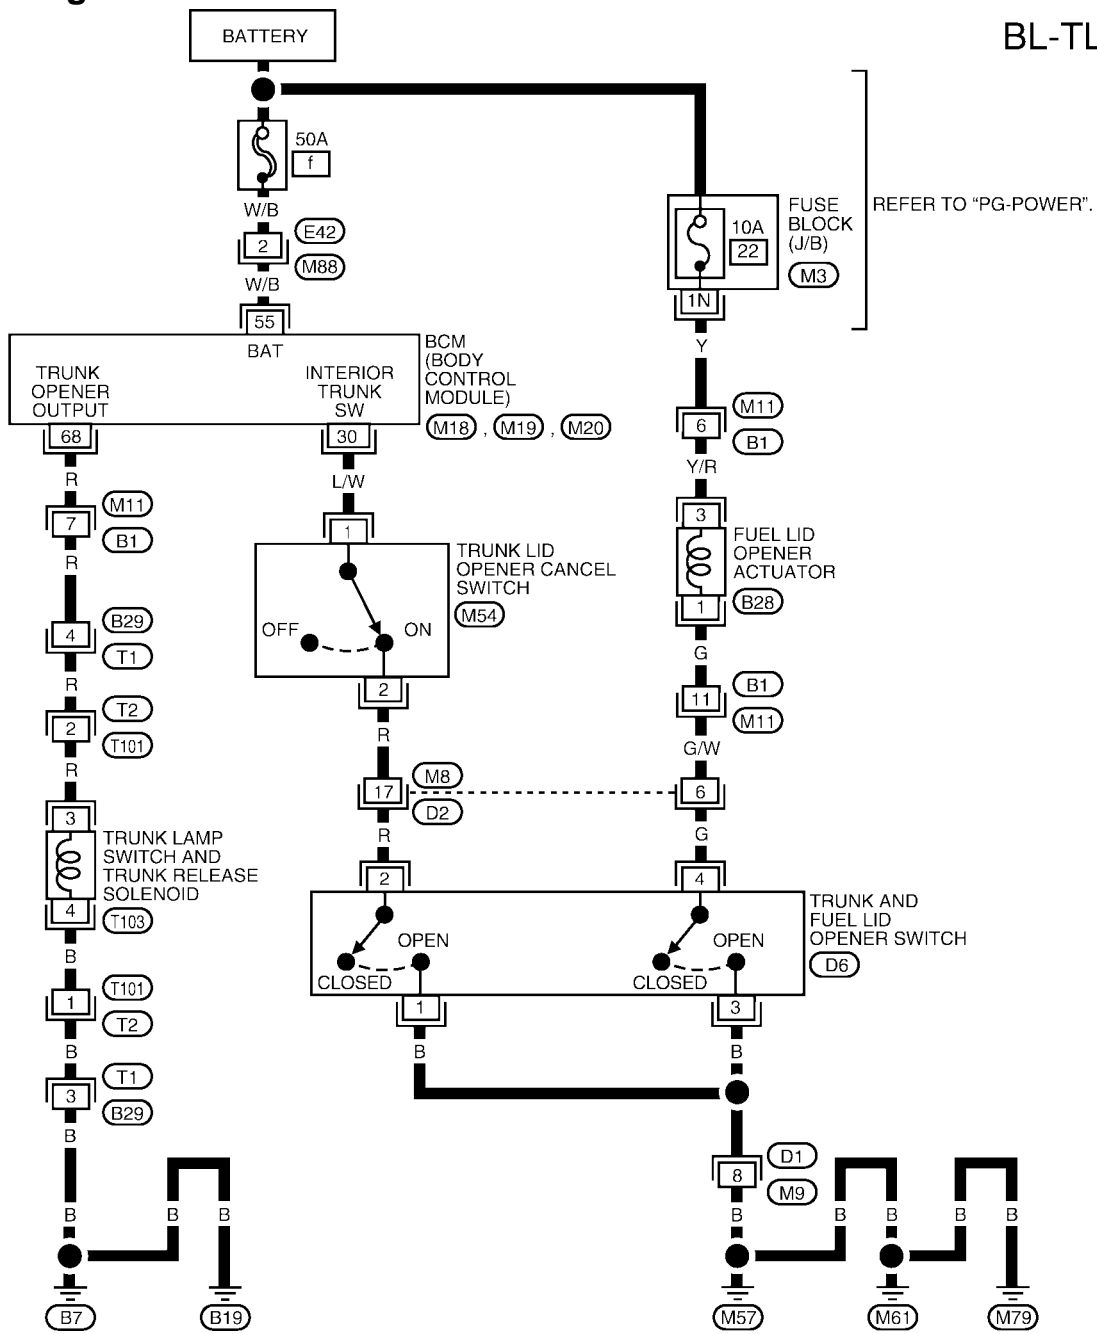 BATTERY
BL-TL
50A
f
W/B
2
E42
M88
W/B
55
FUSE
BLOCK
(J/B)
M3
10A
22
1N
REFER TO “PG-POWER”.
Y
BAT
TRUNK
OPENER
OUTPUT
INTERIOR
TRUNK
SW
BCM
(BODY
CONTROL
MODULE)
M18 , M19 , M20
68
30
M11
6
B1
R
L/W
Y/R
M11
7
B1
1
3
TRUNK LID
OPENER CANCEL
SWITCH
M54
FUEL LID
OPENER
ACTUATOR
B28
R
OFF
ON
1
B29
4
T1
G
2
B1
11
M11
R
T2
2
T101
R
G/W
R
M8
17
D2
6
R
G
3
TRUNK LAMP
SWITCH AND
TRUNK RELEASE
SOLENOID
T103
4
2
4
OPEN
CLOSED
OPEN
CLOSED
TRUNK AND
FUEL LID
OPENER SWITCH
D6
B
T101
1
T2
1
3
B
B
B
T1
3
B29
B
D1
8
M9
B
B
B
B
B
B
B
B
B7
B19
M57
M61
M79